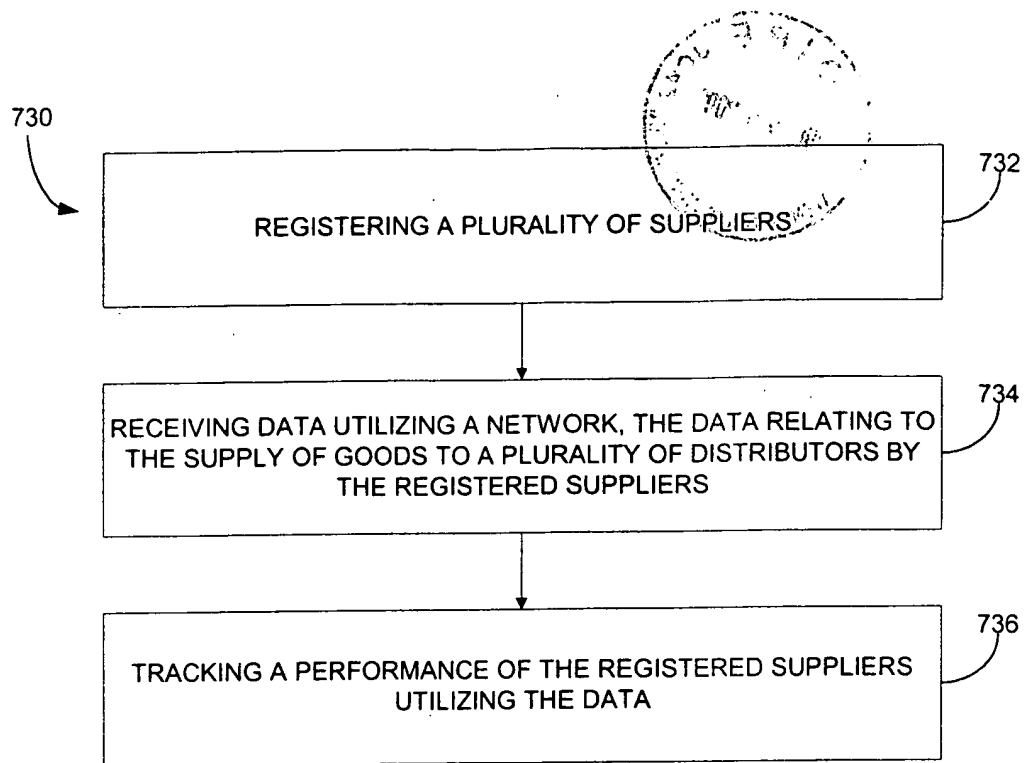 730
732
REGISTERING A PLURALITY OF SUPPLIERS
734
RECEIVING DATA UTILIZING A NETWORK, THE DATA RELATING TO
THE SUPPLY OF GOODS TO A PLURALITY OF DISTRIBUTORS BY
THE REGISTERED SUPPLIERS
736
TRACKING A PERFORMANCE OF THE REGISTERED SUPPLIERS
UTILIZING THE DATA